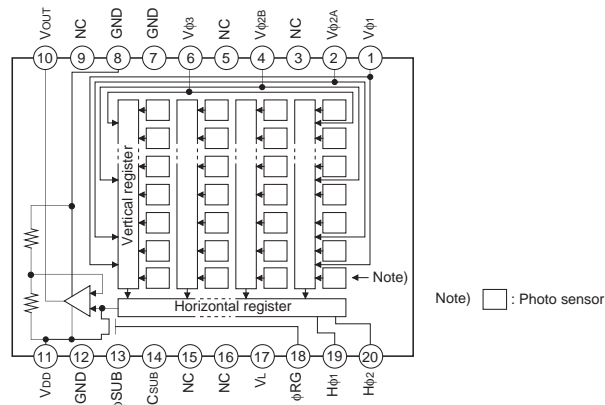 VOUT
NC
GND
GND
Vϕ3
NC
Vϕ2B
NC
Vϕ2A
Vϕ1
10
9
8
7
6
5
4
3
2
1
Vertical register
Note)
Horizontal register
Note) : Photo sensor
11
12
13
14
15
16
17
18
19
20
VDD
GND
ϕSUB
CSUB
NC
NC
VL
ϕRG
Hϕ1
Hϕ2